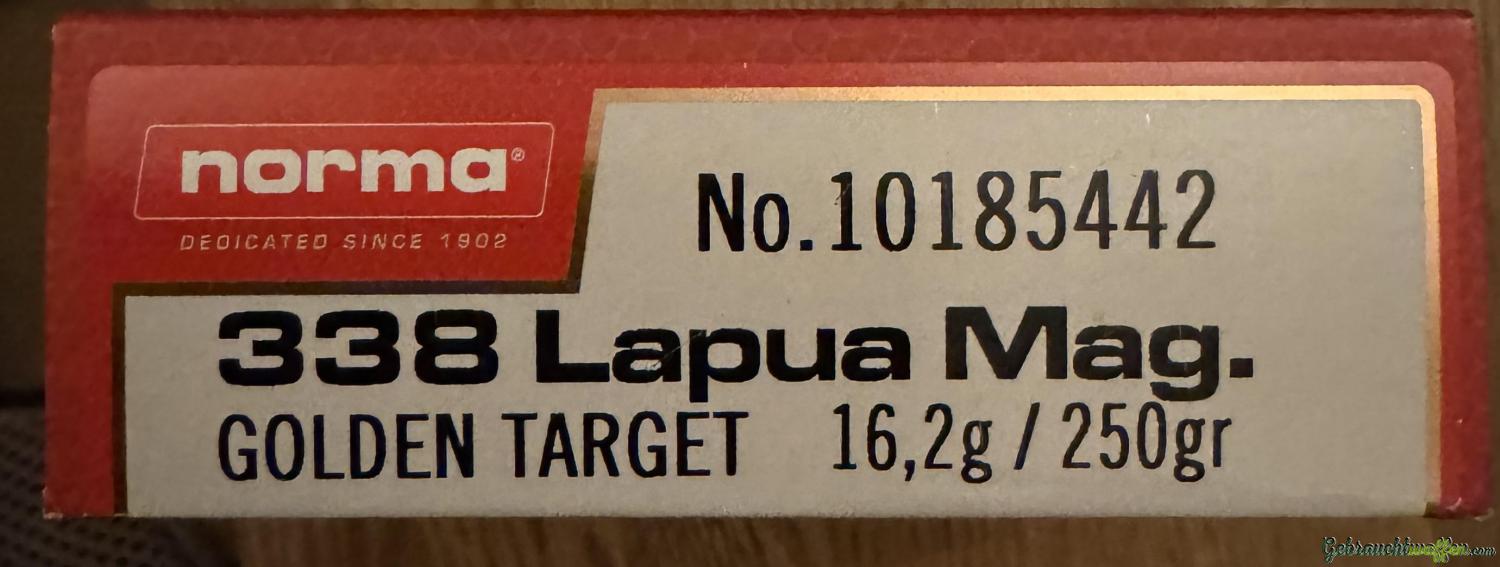 norma®
DEDICATED SINCE 1902
No.10185442
338 Lapua Mag.
GOLDEN TARGET 16,2g / 250gr
Gebrauchtwaffen.com